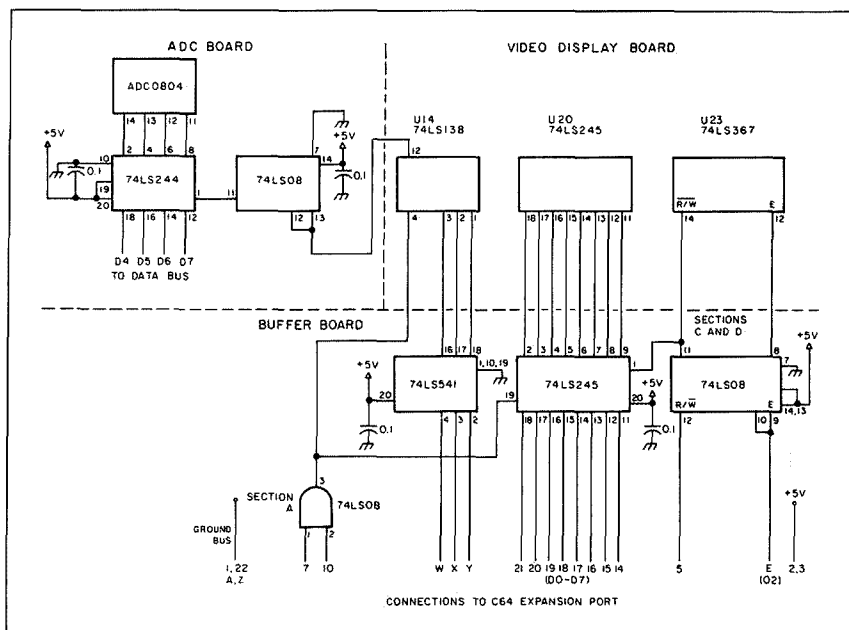 ADC BOARD
VIDEO DISPLAY BOARD
ADC0804
14 13 12 11
+5V
10
0.1
19
20
2 4 6 8
74LS244
1
18 16 14 12
D4 D5 D6 D7
TO DATA BUS
7
+5V
14
0.1
11
74LS08
12 13
U14
74LS138
12
4 3 2 1
U20
74LS245
18 17 16 15 14 13 12 11
U23
74LS367
R/W E
14 12
BUFFER BOARD
SECTIONS
C AND D
+5V
16 17 18
1,10,19
20
74LS541
0.1
4 3 2
2 3 4 5 6 7 8 9
1
19
74LS245
20
+5V
0.1
18 17 16 15 14 13 12 11
11 8
7
74LS08
R/W E
14,13
12 10 9
SECTION
A
3
74LS08
1 2
GROUND
BUS
+5V
1,22
A,Z
7 10
W X Y
21 20 19 18 17 16 15 14
(D0-D7)
5
E
(02)
2,3
CONNECTIONS TO C64 EXPANSION PORT